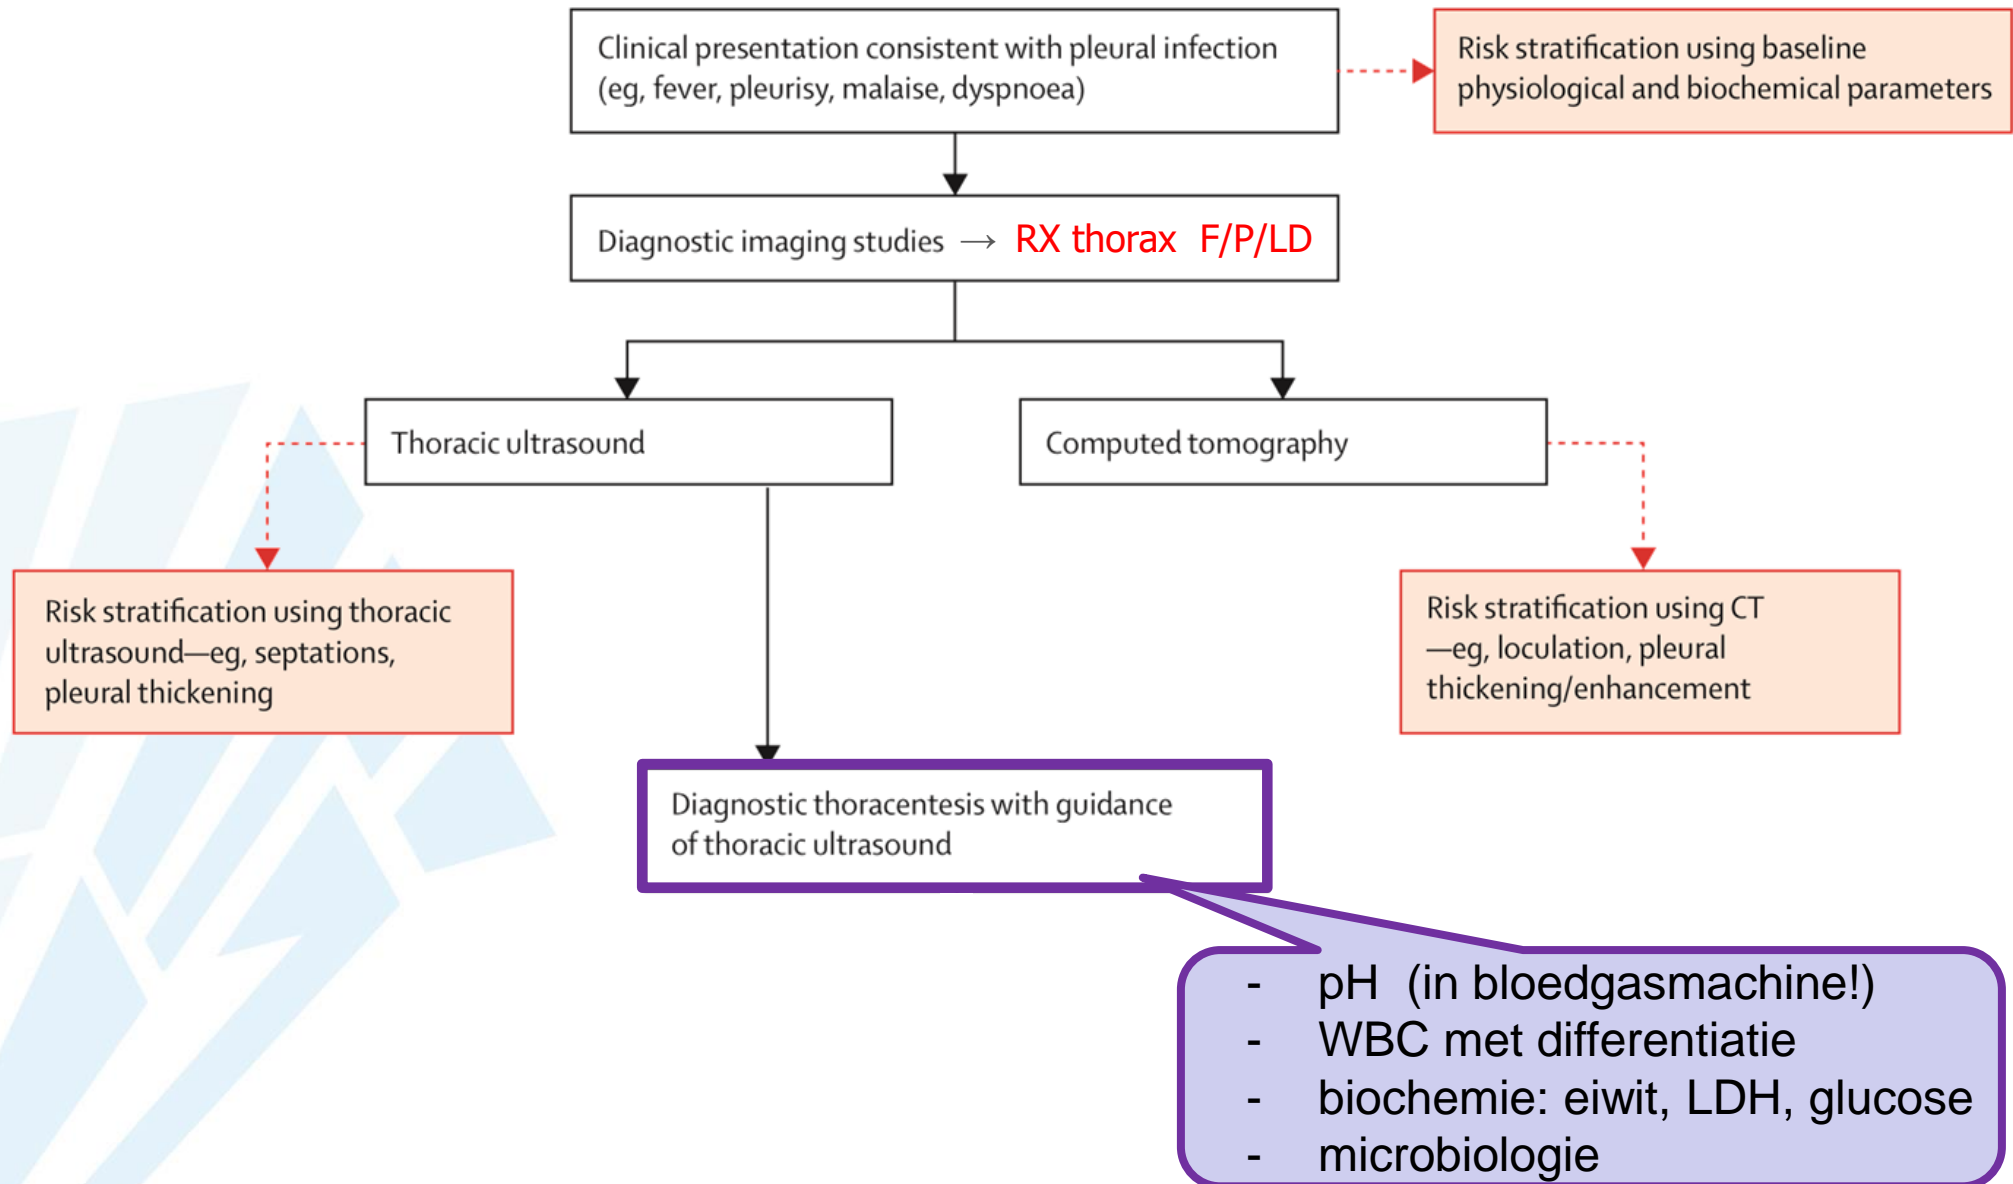 Clinical presentation consistent with pleural infection
(eg, fever, pleurisy, malaise, dyspnoea)
Risk stratification using baseline
physiological and biochemical parameters
Diagnostic imaging studies → RX thorax F/P/LD
Thoracic ultrasound
Computed tomography
Risk stratification using thoracic
ultrasound—eg, septations,
pleural thickening
Risk stratification using CT
—eg, loculation, pleural
thickening/enhancement
Diagnostic thoracentesis with guidance
of thoracic ultrasound
- pH (in bloedgasmachine!)
- WBC met differentiatie
- biochemie: eiwit, LDH, glucose
- microbiologie